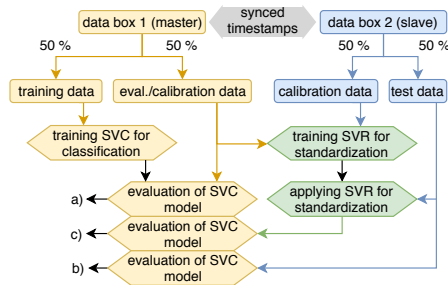 data box 1 (master)
synced
timestamps
data box 2 (slave)
50 %
50 %
50 %
50 %
training data
eval./calibration data
calibration data
test data
training SVC for
classification
training SVR for
standardization
a)
evaluation of SVC
model
applying SVR for
standardization
c)
evaluation of SVC
model
b)
evaluation of SVC
model